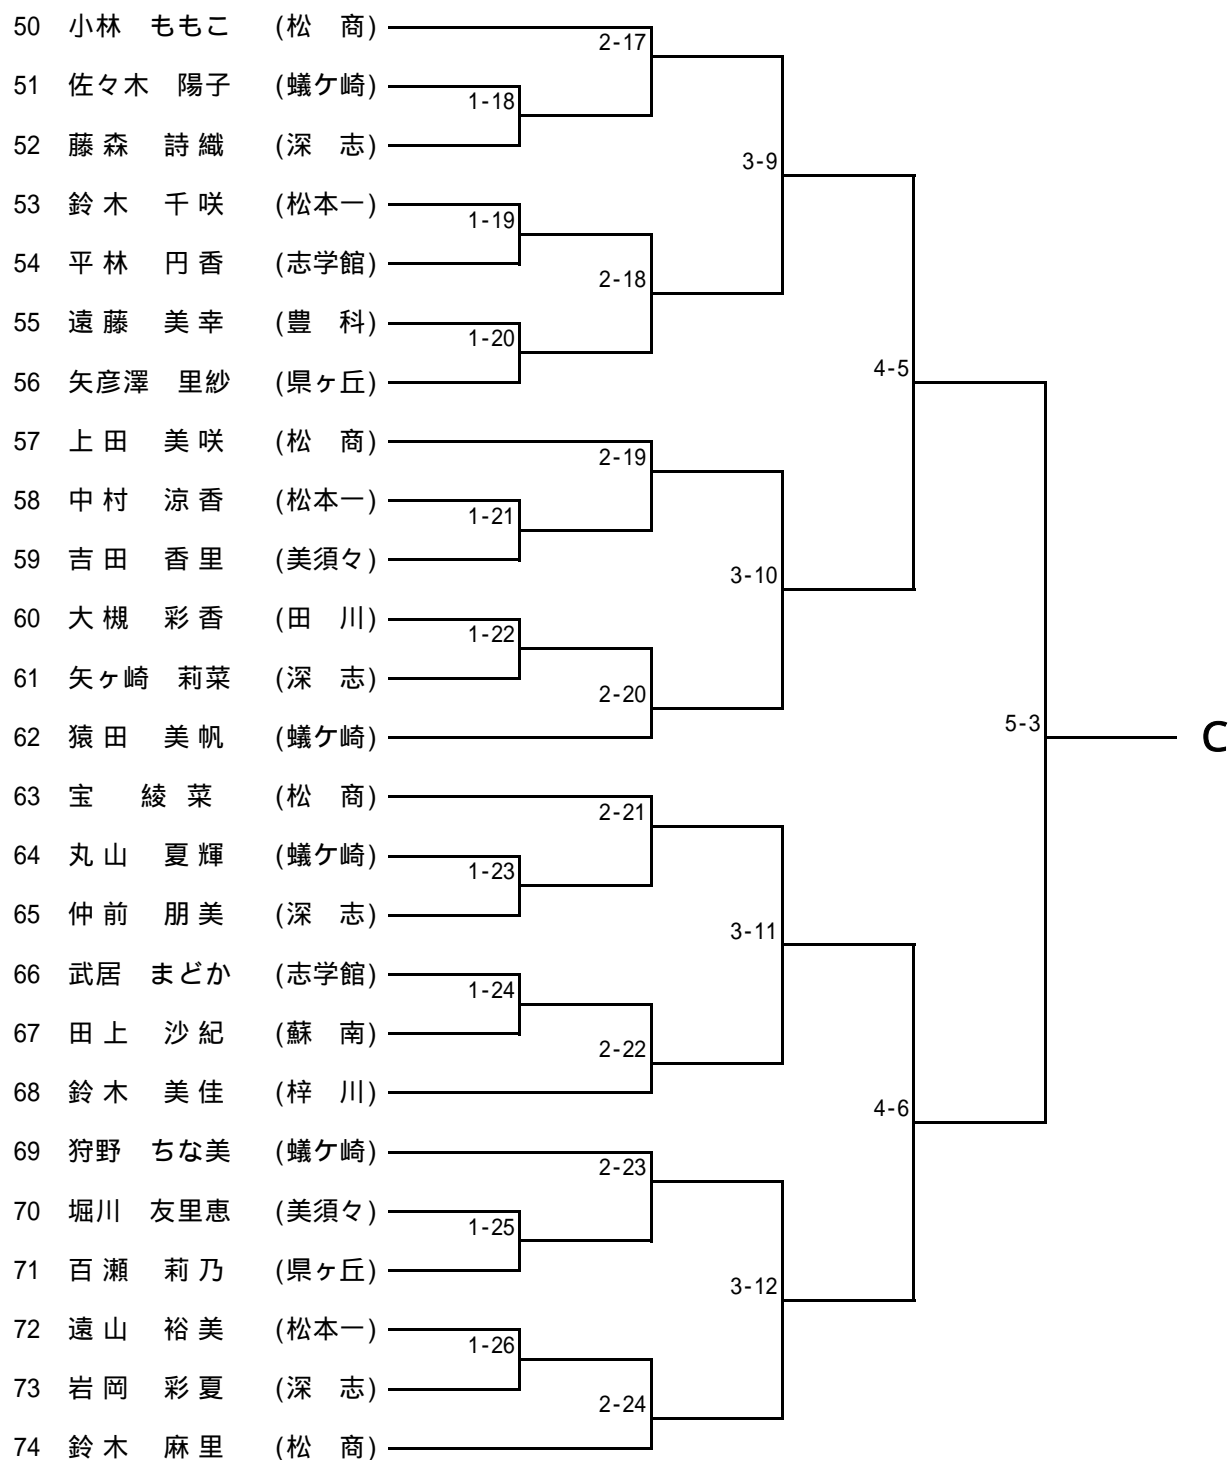 50 小林 ももこ (松 商)
2-17
51 佐々木 陽子 (蟻ケ崎)
1-18
52 藤森 詩織 (深 志)
3-9
53 鈴木 千咲 (松本一)
1-19
54 平林 円香 (志学館)
2-18
55 遠藤 美幸 (豊 科)
1-20
56 矢彦澤 里紗 (県ヶ丘)
4-5
57 上田 美咲 (松 商)
2-19
58 中村 涼香 (松本一)
1-21
59 吉田 香里 (美須々)
3-10
60 大槻 彩香 (田 川)
1-22
61 矢ヶ崎 莉菜 (深 志)
2-20
62 猿田 美帆 (蟻ケ崎)
5-3
C
63 宝 綾菜 (松 商)
2-21
64 丸山 夏輝 (蟻ケ崎)
1-23
65 仲前 朋美 (深 志)
3-11
66 武居 まどか (志学館)
1-24
67 田上 沙紀 (蘇 南)
2-22
68 鈴木 美佳 (梓 川)
4-6
69 狩野 ちな美 (蟻ケ崎)
2-23
70 堀川 友里恵 (美須々)
1-25
71 百瀬 莉乃 (県ヶ丘)
3-12
72 遠山 裕美 (松本一)
1-26
73 岩岡 彩夏 (深 志)
2-24
74 鈴木 麻里 (松 商)